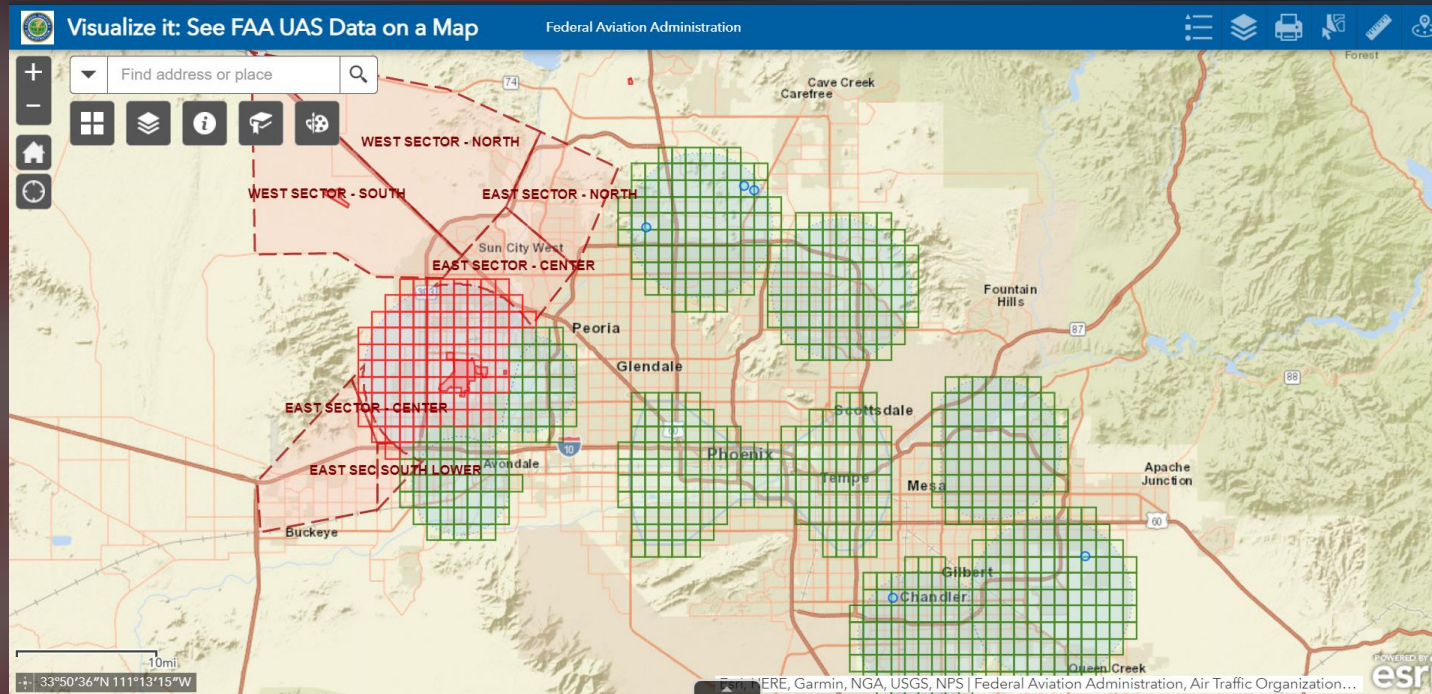 Visualize it: See FAA UAS Data on a Map
Federal Aviation Administration
+
Find address or place
−
74
Cave Creek
Carefree
Forest
WEST SECTOR - NORTH
WEST SECTOR - SOUTH
EAST SECTOR - NORTH
Sun City West
EAST SECTOR - CENTER
303
Fountain
Hills
Peoria
87
Glendale
88
EAST SECTOR - CENTER
Scottsdale
10
Phoenix
EAST SEC SOUTH LOWER
Avondale
Tempe
Mesa
Apache
Junction
60
Buckeye
Gilbert
Chandler
10mi
Queen Creek
33°50'36"N 111°13'15"W
Esri, HERE, Garmin, NGA, USGS, NPS | Federal Aviation Administration, Air Traffic Organization...
POWERED BY
esri